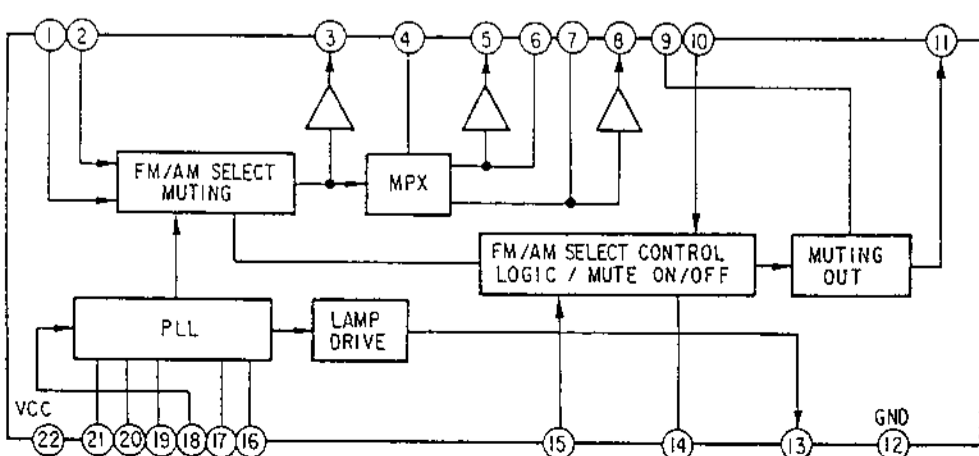 1 2 3 4 5 6 7 8 9 10 11
FM/AM SELECT
MUTING
MPX
FM/AM SELECT CONTROL
LOGIC / MUTE ON/OFF
MUTING
OUT
PLL
LAMP
DRIVE
VCC
GND
22 21 20 19 18 17 16 15 14 13 12